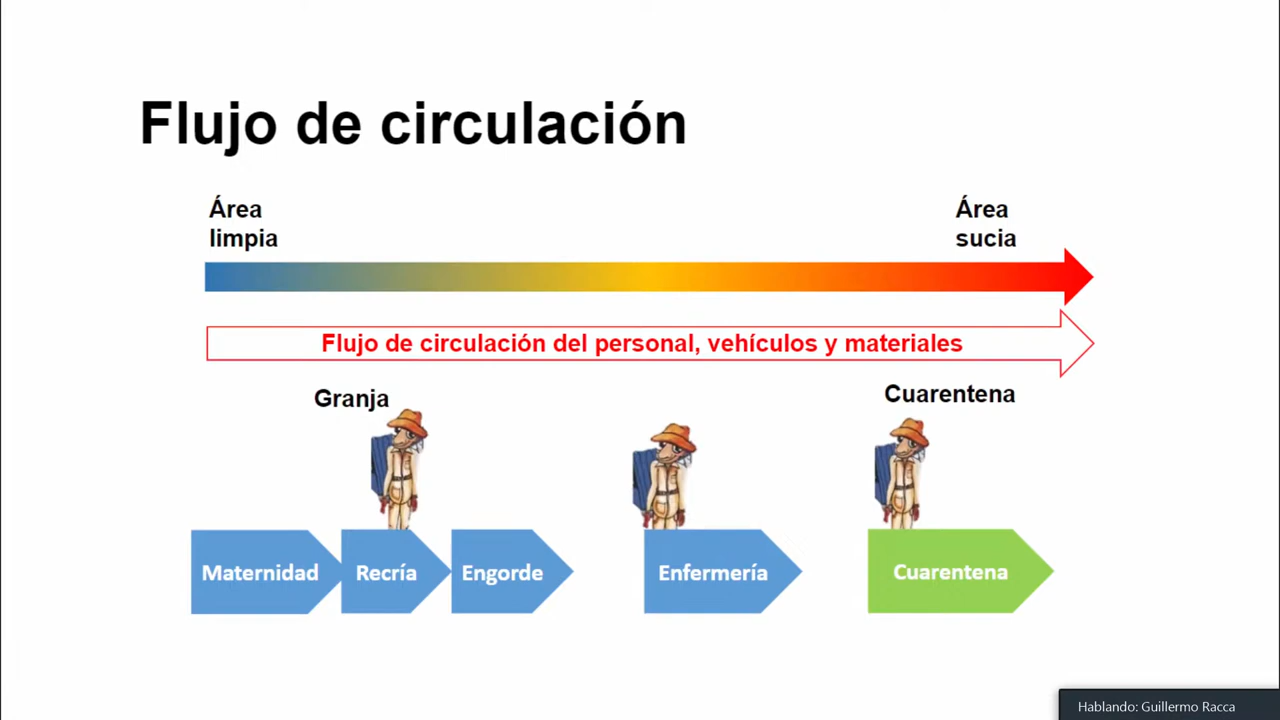 Flujo de circulación
Área
limpia
Área
sucia
Flujo de circulación del personal, vehículos y materiales
Granja
Cuarentena
Maternidad
Recría
Engorde
Enfermería
Cuarentena
Hablando: Guillermo Racca